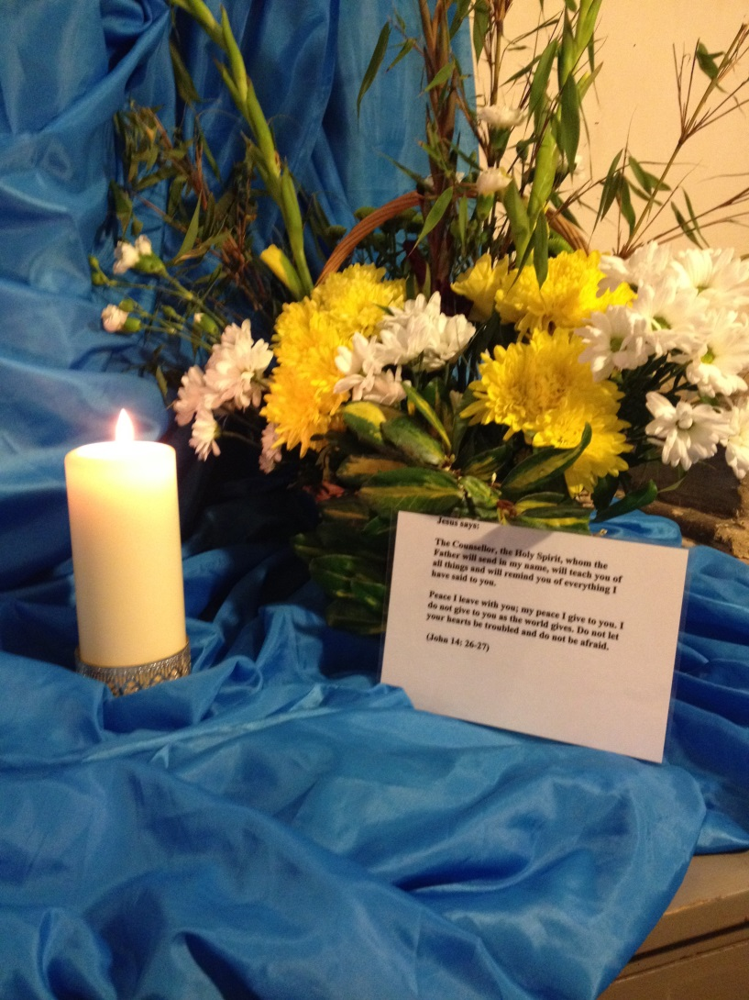 Jesus says:
The Counsellor, the Holy Spirit, whom the
Father will send in my name, will teach you of
all things and will remind you of everything I
have said to you.
Peace I leave with you; my peace I give to you. I
do not give to you as the world gives. Do not let
your hearts be troubled and do not be afraid.
(John 14: 26-27)